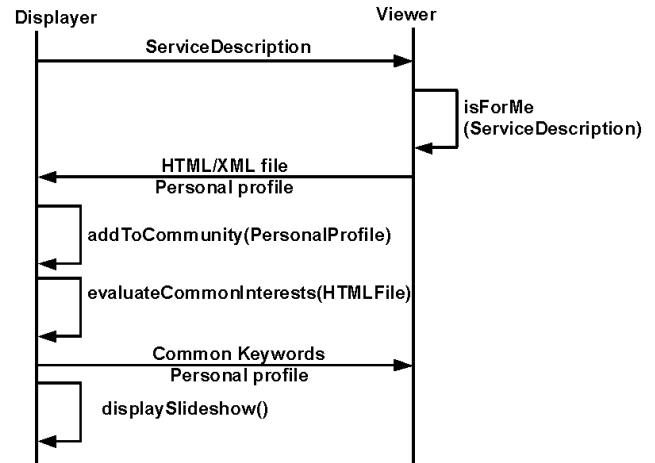 Displayer
Viewer
ServiceDescription
isForMe
(ServiceDescription)
HTML/XML file
Personal profile
addToCommunity(PersonalProfile)
evaluateCommonInterests(HTMLFile)
Common Keywords
Personal profile
displaySlideshow()